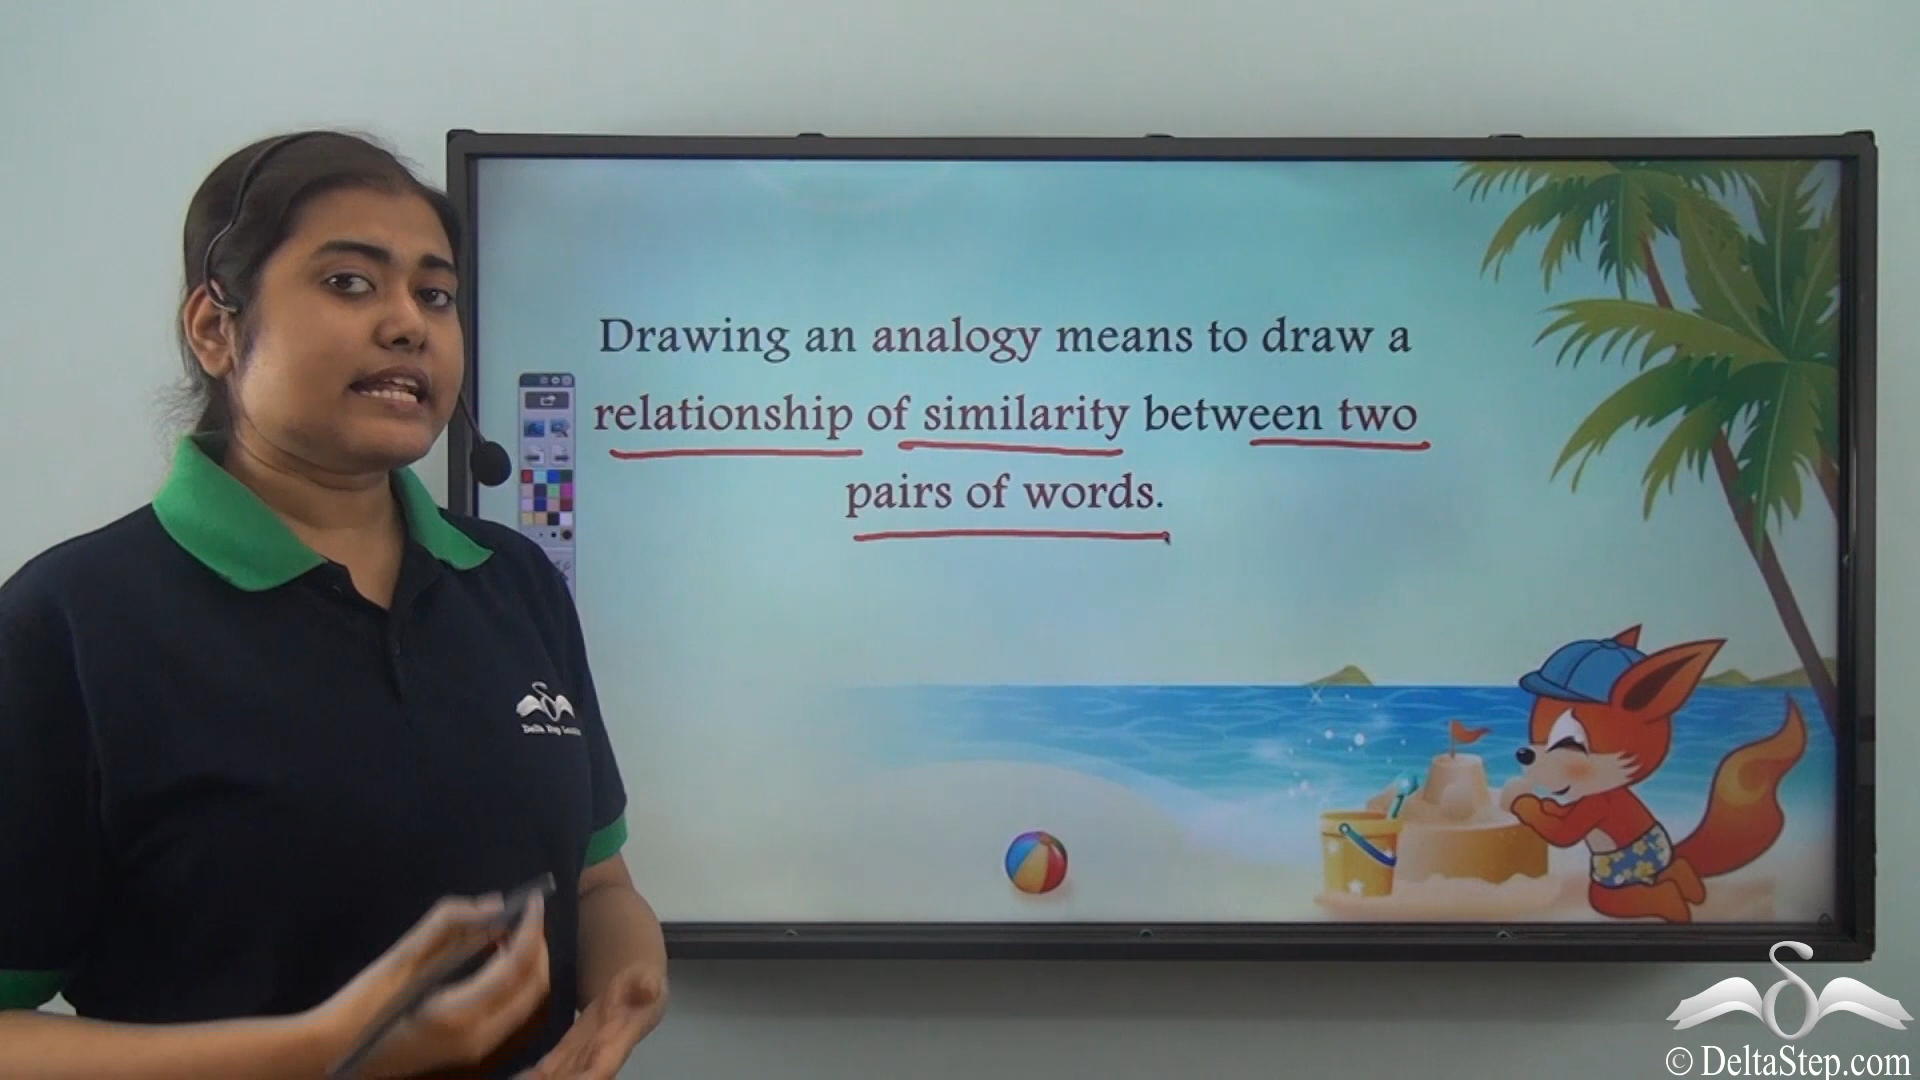 Drawing an analogy means to draw a
relationship of similarity between two
pairs of words.
© DeltaStep.com